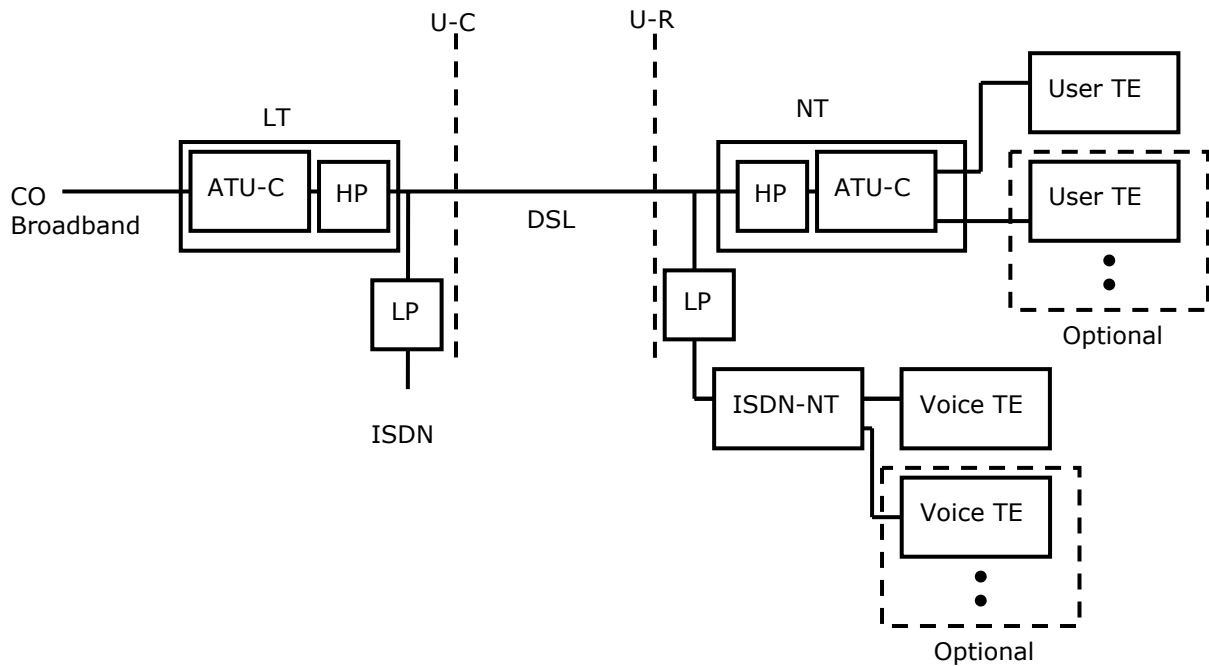 U-C
U-R
User TE
LT
NT
ATU-C
HP
HP
ATU-C
User TE
CO
Broadband
DSL
LP
LP
Optional
ISDN-NT
Voice TE
ISDN
Voice TE
Optional